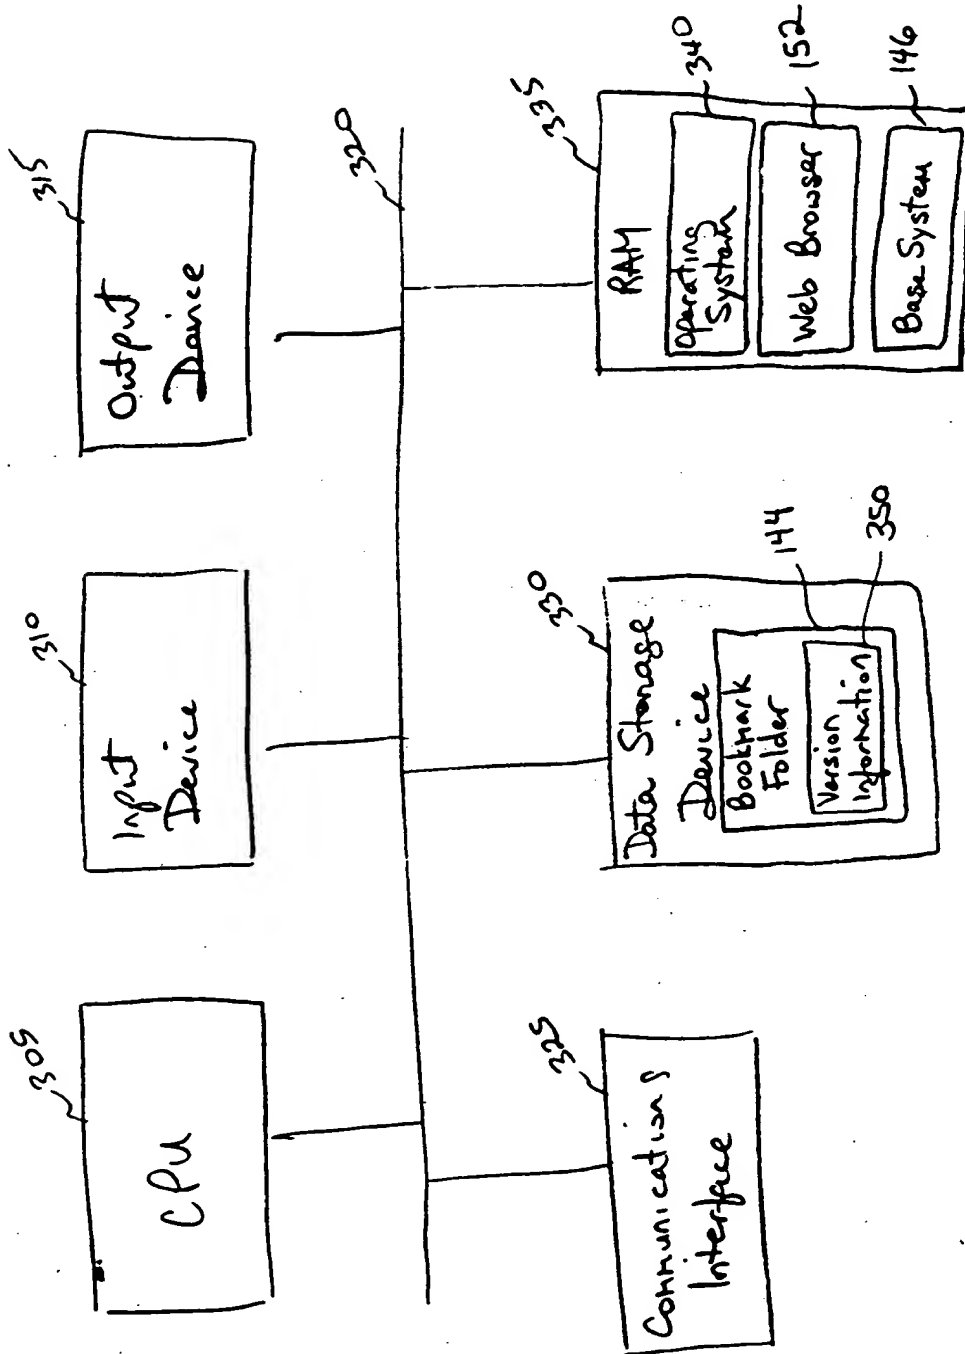 305
CPU
310
Input
Device
315
Output
Device
320
325
Communications
Interface
330
Data Storage
Device
Bookmark
Folder
144
Version
Information
350
335
RAM
Operating
System
340
Web Browser
152
Base System
146